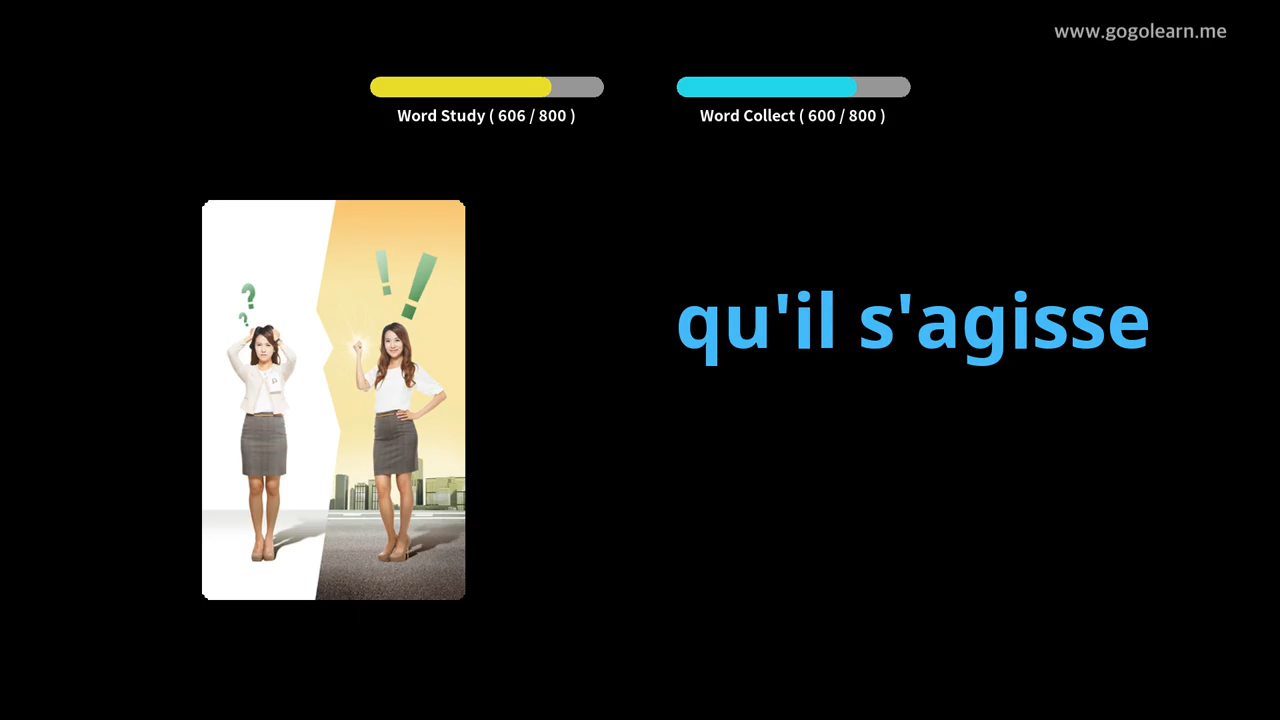 www.gogolearn.me
Word Study ( 606 / 800 )
Word Collect ( 600 / 800 )
? ?
! !
qu'il s'agisse